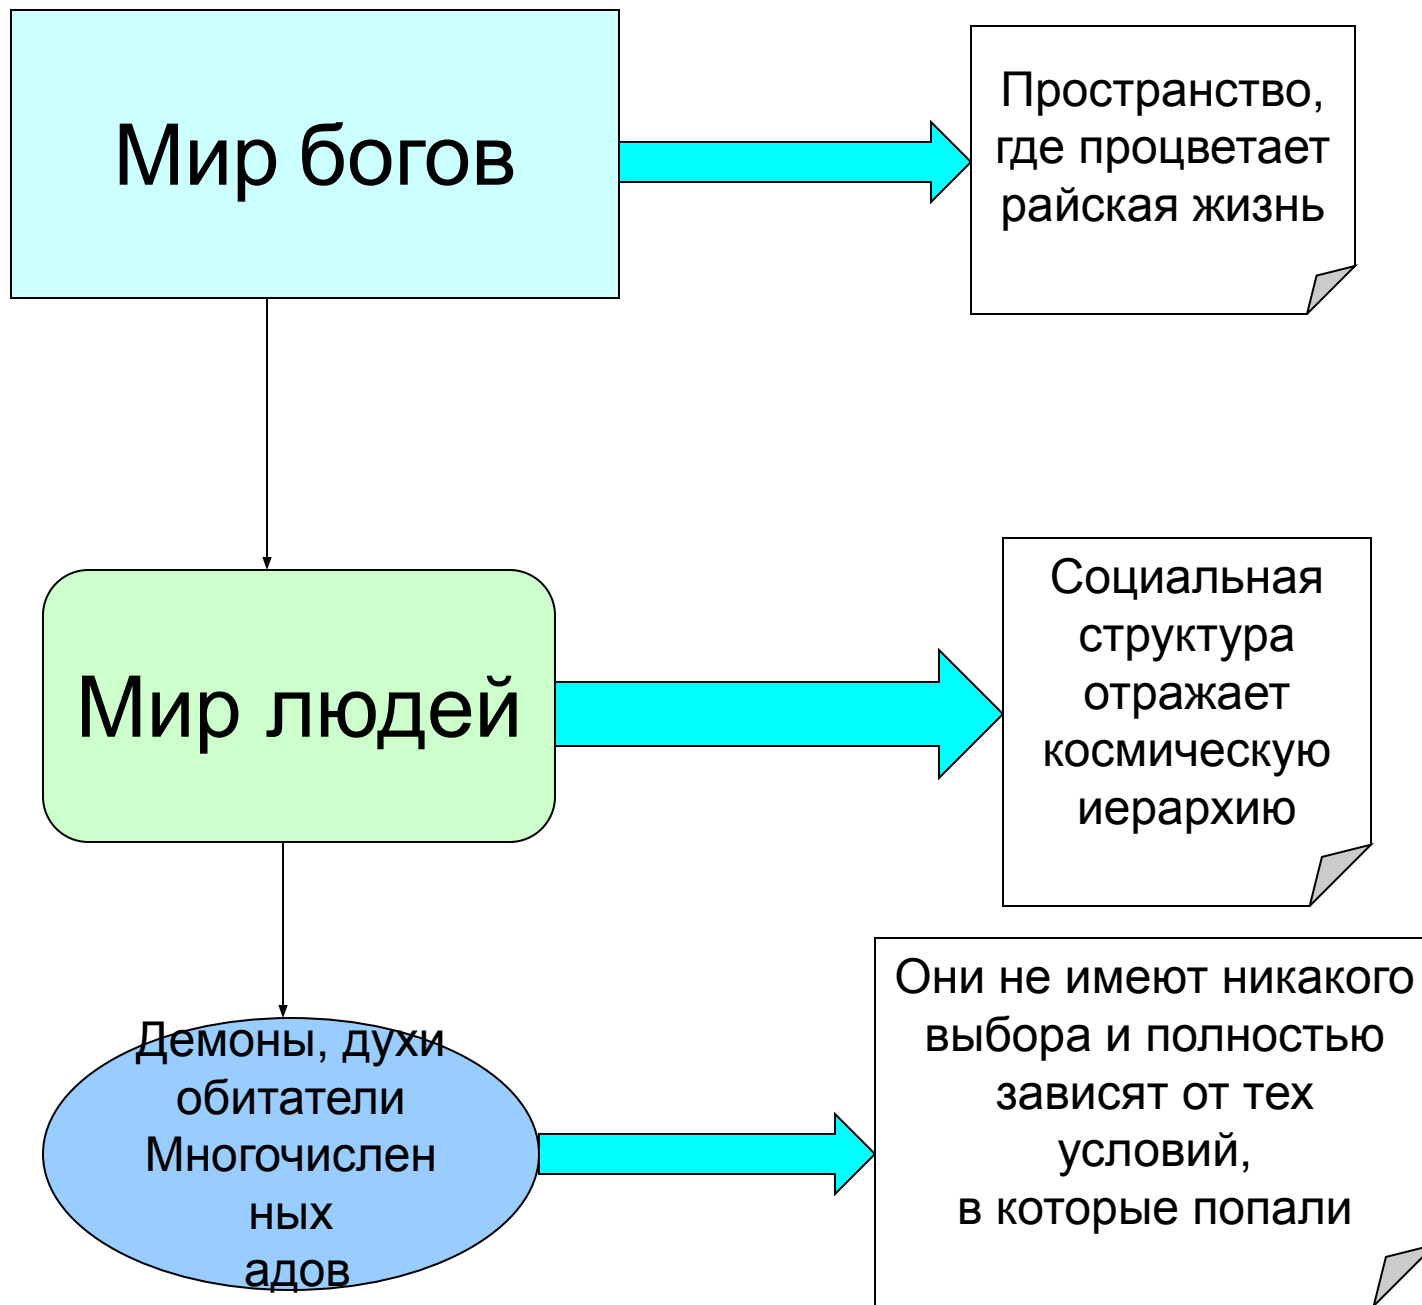 Мир богов
Пространство,
где процветает
райская жизнь
Мир людей
Социальная
структура
отражает
космическую
иерархию
Демоны, духи
обитатели
Многочислен
ных
адов
Они не имеют никакого
выбора и полностью
зависят от тех
условий,
в которые попали